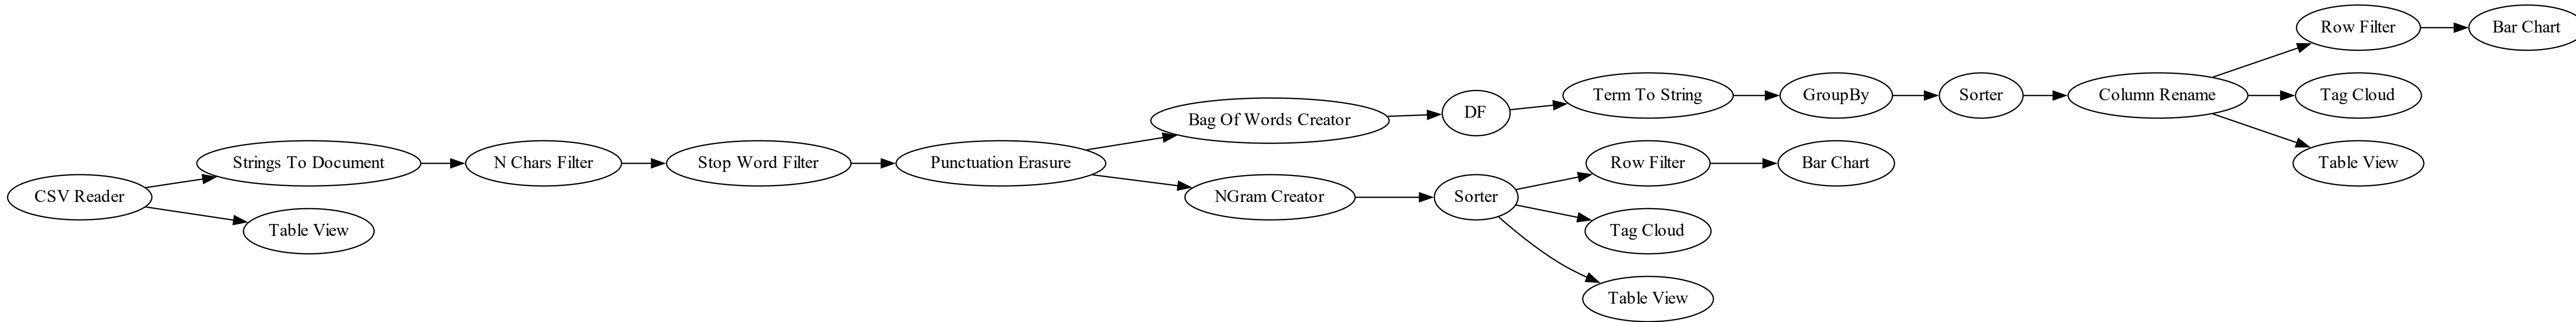 CSV Reader
Strings To Document
Table View
N Chars Filter
Stop Word Filter
Punctuation Erasure
Bag Of Words Creator
NGram Creator
DF
Sorter
Term To String
Row Filter
Tag Cloud
Table View
GroupBy
Bar Chart
Sorter
Column Rename
Row Filter
Tag Cloud
Table View
Bar Chart